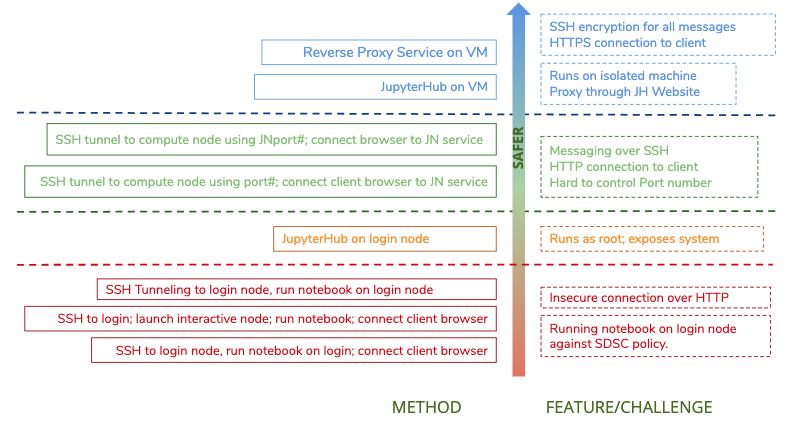 SSH encryption for all messages
HTTPS connection to client
Reverse Proxy Service on VM
JupyterHub on VM
Runs on isolated machine
Proxy through JH Website
SSH tunnel to compute node using JNport#; connect browser to JN service
SSH tunnel to compute node using port#; connect client browser to JN service
SAFER
Messaging over SSH
HTTP connection to client
Hard to control Port number
JupyterHub on login node
Runs as root; exposes system
SSH Tunneling to login node, run notebook on login node
SSH to login; launch interactive node; run notebook; connect client browser
SSH to login node, run notebook on login; connect client browser
Insecure connection over HTTP
Running notebook on login node
against SDSC policy.
METHOD
FEATURE/CHALLENGE